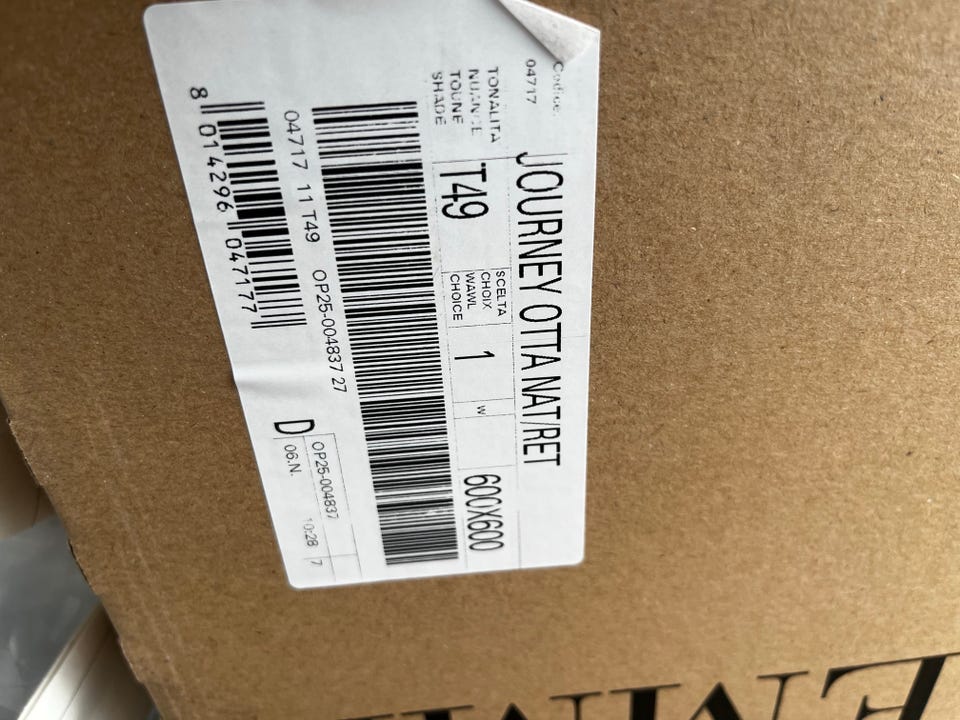 Codice:
04717
JOURNEY OTTA NAT/RET
TONALITA
NUANCE
TOUNE
SHADE
T49
SCELTA
CHOIX
WAWL
CHOICE
1
W
600X600
04717 11 T49 OP25-004837 27
8 014296 047177
D
OP25-004837
06.N.
10:28 7